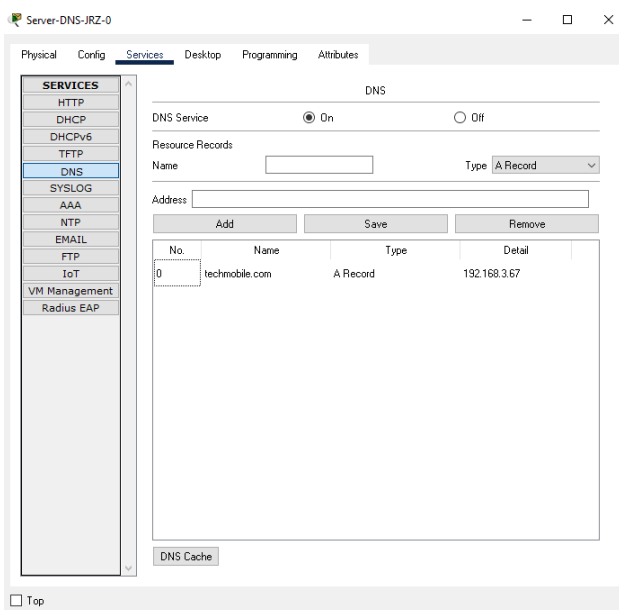 Server-DNS-JRZ-0
Physical Config Services Desktop Programming Attributes
SERVICES
HTTP
DHCP
DHCPv6
TFTP
DNS
SYSLOG
AAA
NTP
EMAIL
FTP
IoT
VM Management
Radius EAP
DNS
DNS Service On Off
Resource Records
Name Type A Record
Address
Add Save Remove
No. Name Type Detail
0 techmobile.com A Record 192.168.3.67
DNS Cache
Top